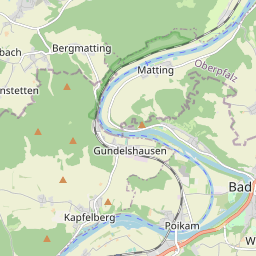 Bergmatting
bach
Matting
Oberpfalz
nstetten
Gundelshausen
Bad
Kapfelberg
Poikam
W